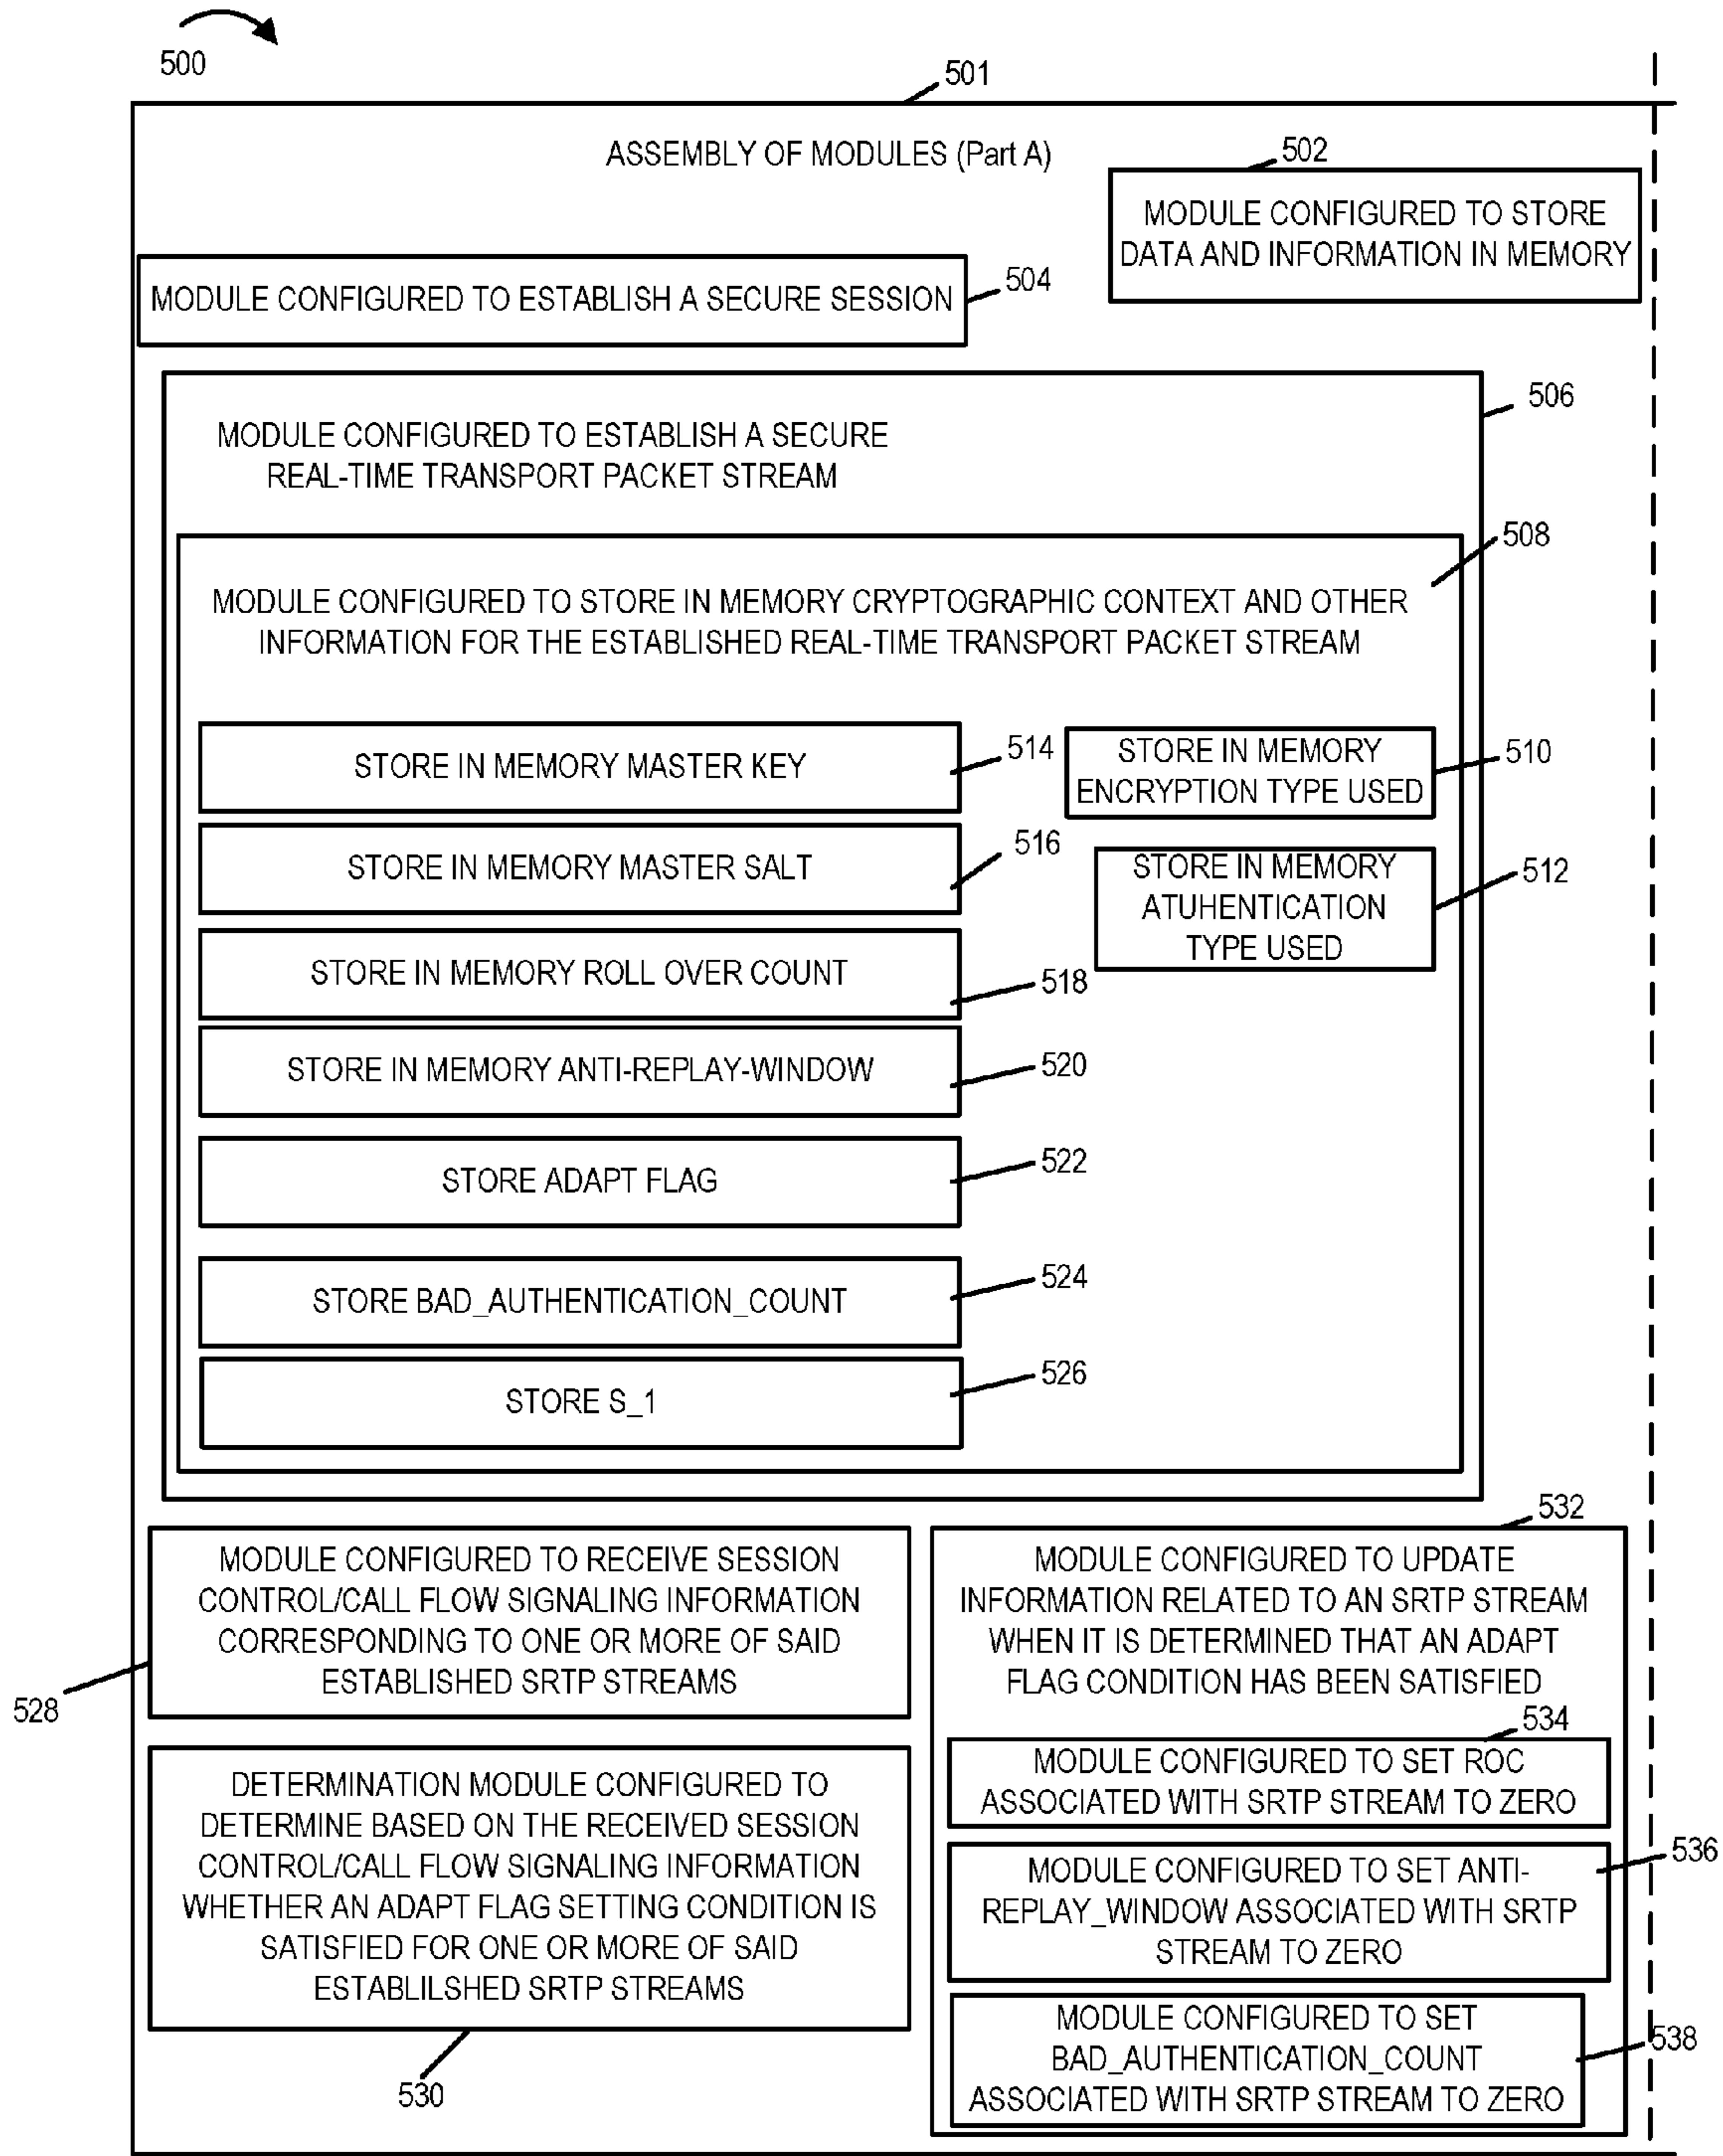 500
501
ASSEMBLY OF MODULES (Part A)
502
MODULE CONFIGURED TO STORE
DATA AND INFORMATION IN MEMORY
MODULE CONFIGURED TO ESTABLISH A SECURE SESSION
504
506
MODULE CONFIGURED TO ESTABLISH A SECURE
REAL-TIME TRANSPORT PACKET STREAM
508
MODULE CONFIGURED TO STORE IN MEMORY CRYPTOGRAPHIC CONTEXT AND OTHER
INFORMATION FOR THE ESTABLISHED REAL-TIME TRANSPORT PACKET STREAM
STORE IN MEMORY MASTER KEY
514
STORE IN MEMORY
ENCRYPTION TYPE USED
510
STORE IN MEMORY MASTER SALT
516
STORE IN MEMORY
ATUHENTICATION
TYPE USED
512
STORE IN MEMORY ROLL OVER COUNT
518
STORE IN MEMORY ANTI-REPLAY-WINDOW
520
STORE ADAPT FLAG
522
STORE BAD_AUTHENTICATION_COUNT
524
STORE S_1
526
MODULE CONFIGURED TO RECEIVE SESSION
CONTROL/CALL FLOW SIGNALING INFORMATION
CORRESPONDING TO ONE OR MORE OF SAID
ESTABLISHED SRTP STREAMS
528
DETERMINATION MODULE CONFIGURED TO
DETERMINE BASED ON THE RECEIVED SESSION
CONTROL/CALL FLOW SIGNALING INFORMATION
WHETHER AN ADAPT FLAG SETTING CONDITION IS
SATISFIED FOR ONE OR MORE OF SAID
ESTABLILSHED SRTP STREAMS
530
532
MODULE CONFIGURED TO UPDATE
INFORMATION RELATED TO AN SRTP STREAM
WHEN IT IS DETERMINED THAT AN ADAPT
FLAG CONDITION HAS BEEN SATISFIED
534
MODULE CONFIGURED TO SET ROC
ASSOCIATED WITH SRTP STREAM TO ZERO
536
MODULE CONFIGURED TO SET ANTI-
REPLAY_WINDOW ASSOCIATED WITH SRTP
STREAM TO ZERO
MODULE CONFIGURED TO SET
BAD_AUTHENTICATION_COUNT
ASSOCIATED WITH SRTP STREAM TO ZERO
538